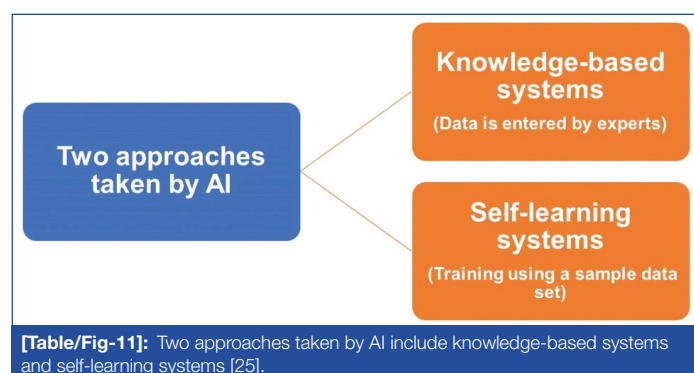 Knowledge-based
systems
(Data is entered by experts)
Two approaches
taken by AI
Self-learning
systems
(Training using a sample data
set)
[Table/Fig-11]: Two approaches taken by AI include knowledge-based systems
and self-learning systems [25].